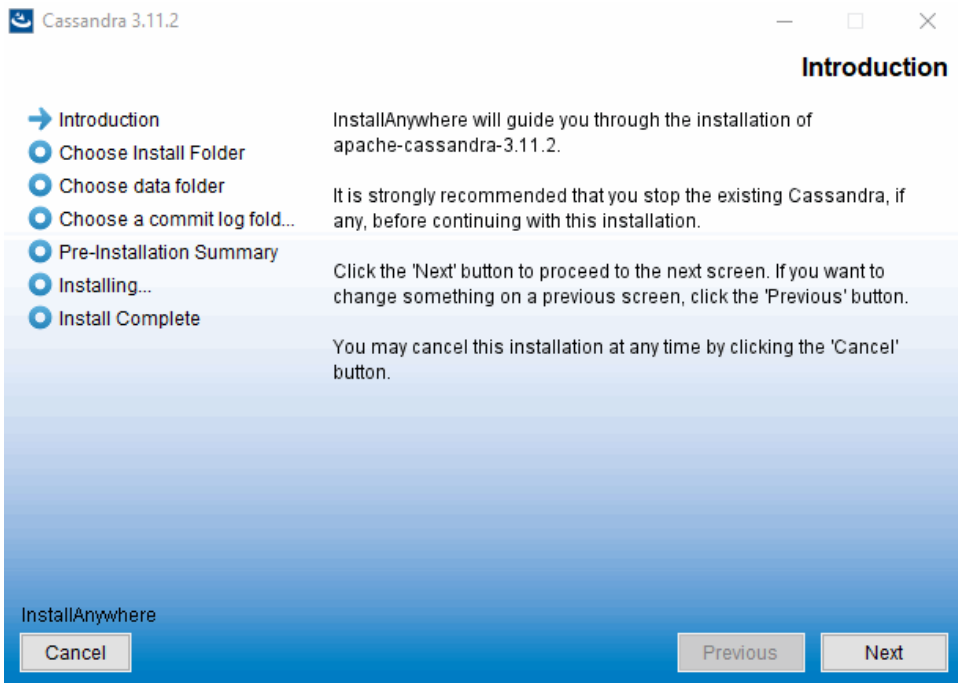 Cassandra 3.11.2
Introduction
Introduction
Choose Install Folder
Choose data folder
Choose a commit log fold...
Pre-Installation Summary
Installing...
Install Complete
InstallAnywhere will guide you through the installation of
apache-cassandra-3.11.2.
It is strongly recommended that you stop the existing Cassandra, if
any, before continuing with this installation.
Click the 'Next' button to proceed to the next screen. If you want to
change something on a previous screen, click the 'Previous' button.
You may cancel this installation at any time by clicking the 'Cancel'
button.
InstallAnywhere
Cancel
Previous
Next